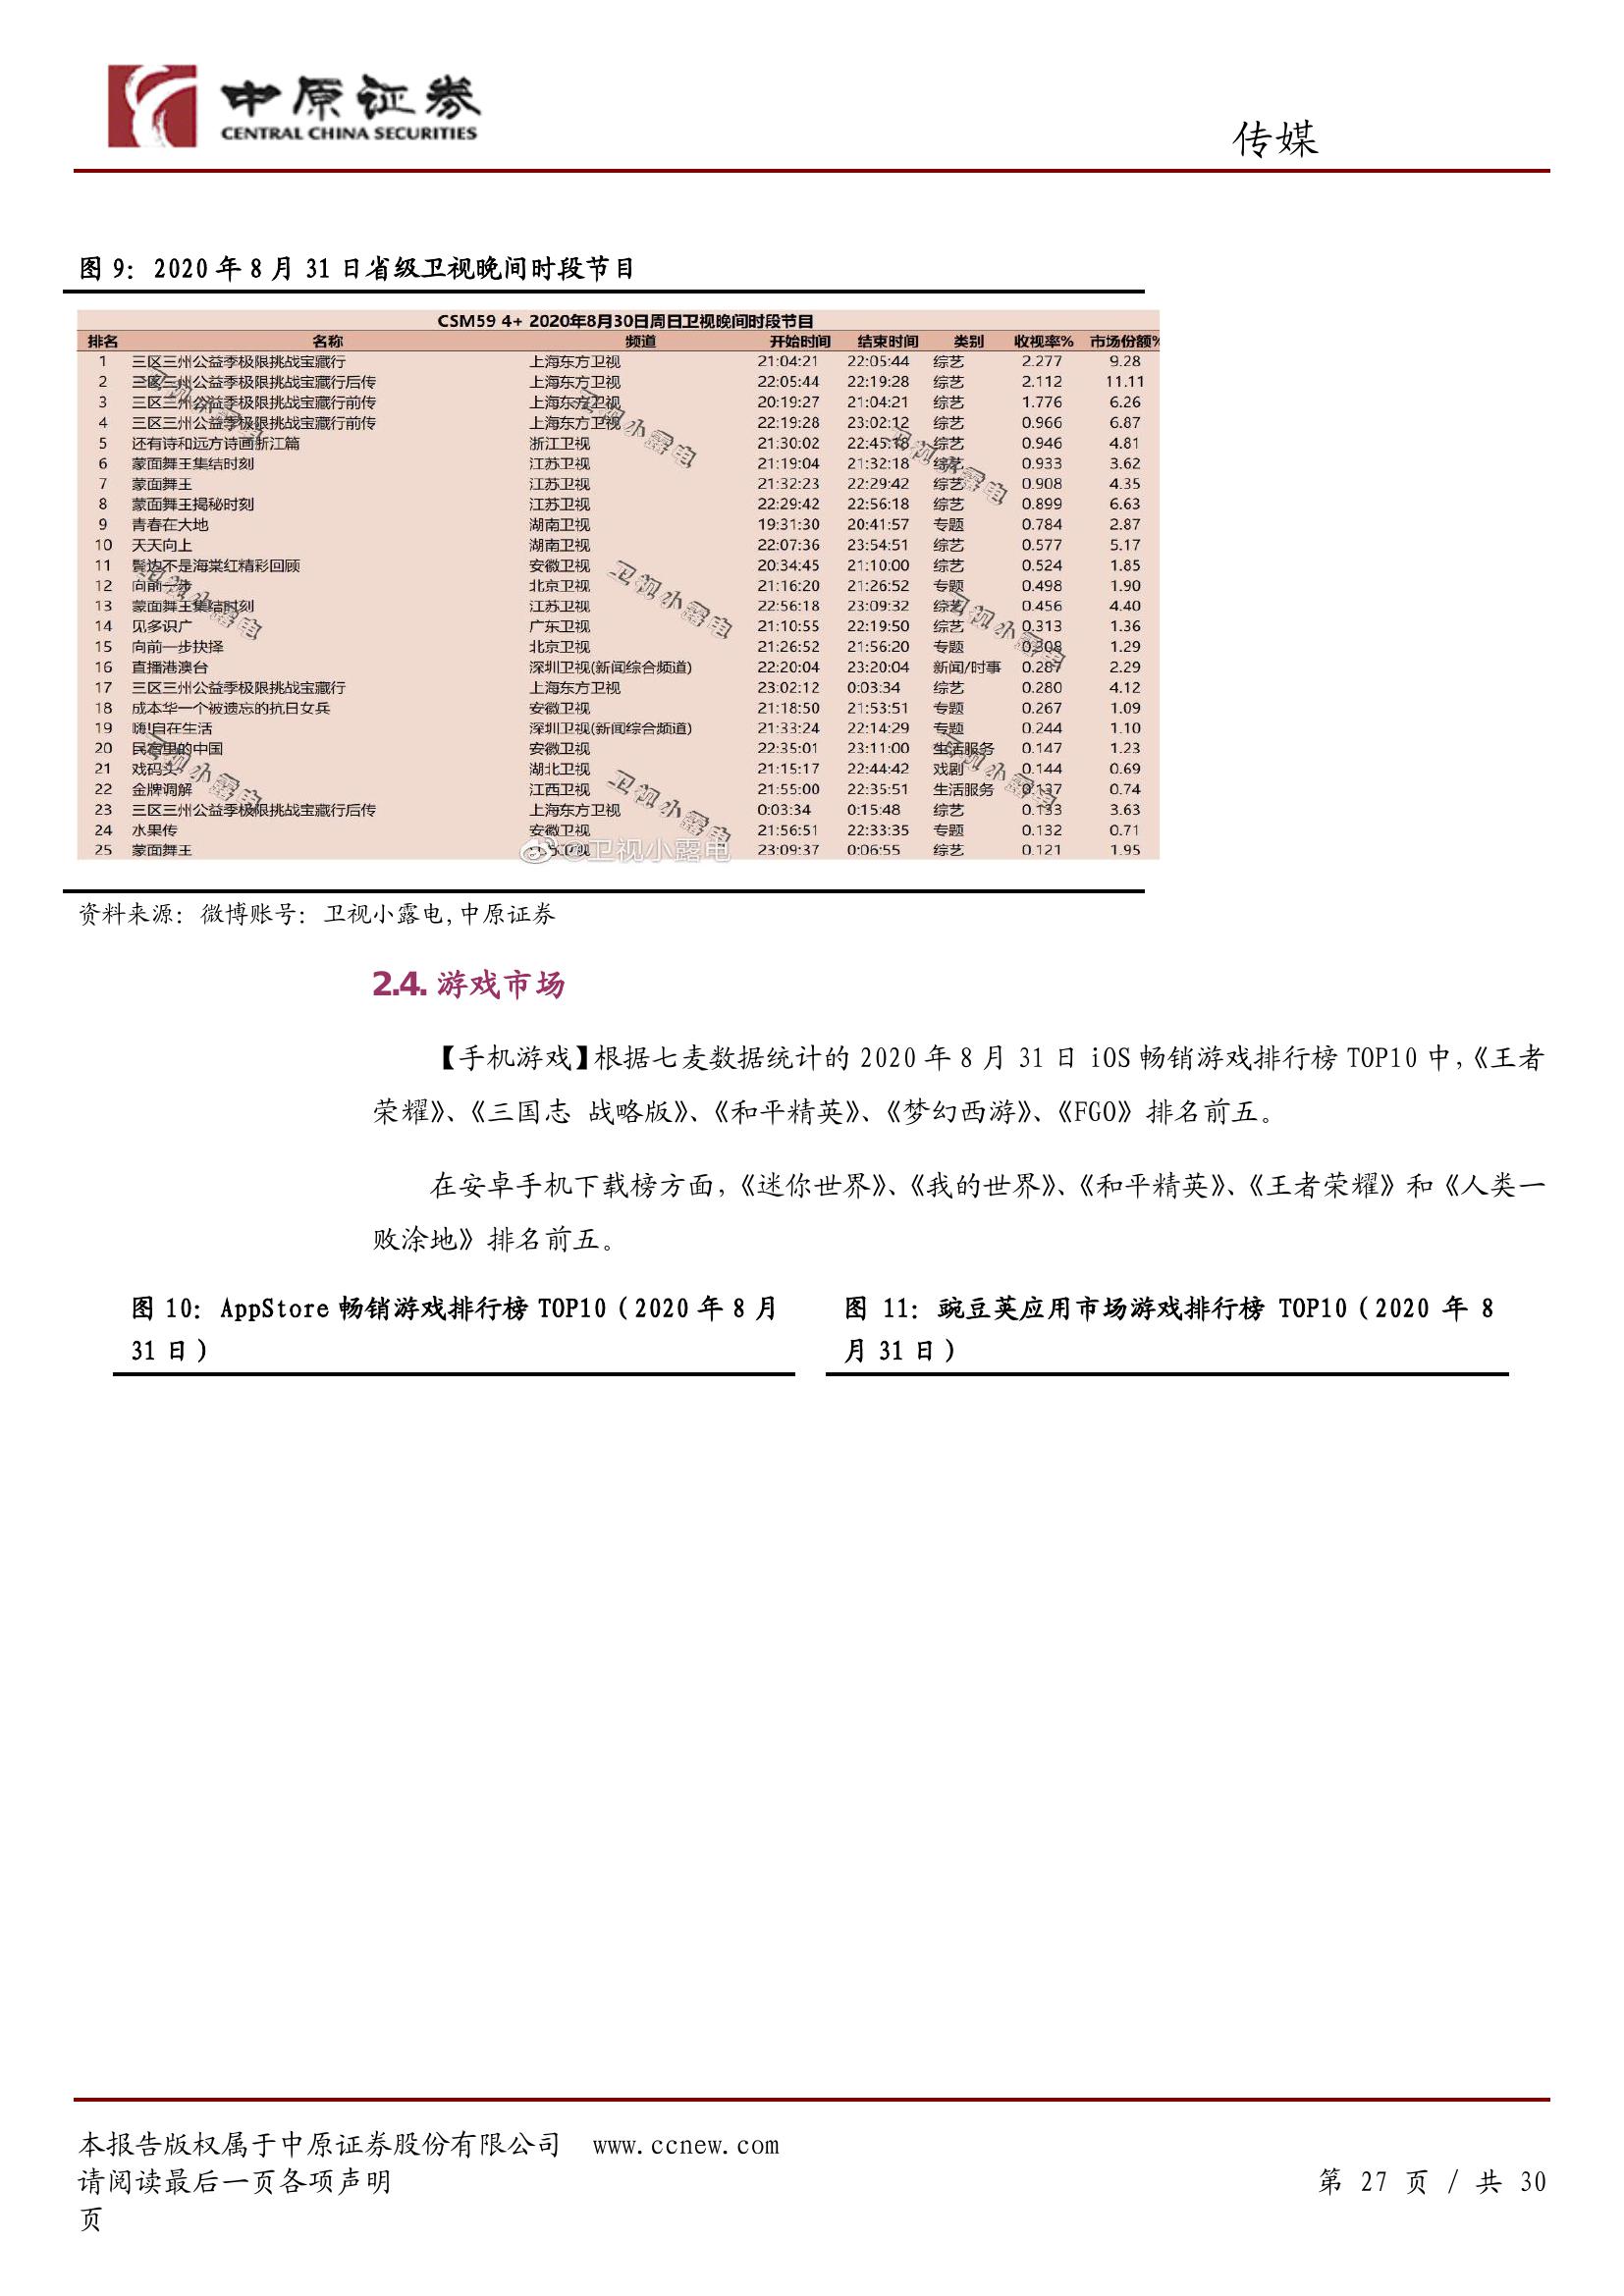 中原证券
CENTRAL CHINA SECURITIES
传媒
图 9：2020 年 8 月 31 日省级卫视晚间时段节目
CSM59 4+ 2020年8月30日周日卫视晚间时段节目
排名 名称 频道 开始时间 结束时间 类别 收视率% 市场份额%
1 三区三州公益季极限挑战宝藏行 上海东方卫视 21:04:21 22:05:44 综艺 2.277 9.28
2 三区三州公益季极限挑战宝藏行后传 上海东方卫视 22:05:44 22:19:28 综艺 2.112 11.11
3 三区三州公益季极限挑战宝藏行前传 上海东方卫视 20:19:27 21:04:21 综艺 1.776 6.26
4 三区三州公益季极限挑战宝藏行前传 上海东方卫视 22:19:28 23:02:12 综艺 0.966 6.87
5 还有诗和远方诗画浙江篇 浙江卫视 21:30:02 22:45:18 综艺 0.946 4.81
6 蒙面舞王集结时刻 江苏卫视 21:19:04 21:32:18 综艺 0.933 3.62
7 蒙面舞王 江苏卫视 21:32:23 22:29:42 综艺 0.908 4.35
8 蒙面舞王揭秘时刻 江苏卫视 22:29:42 22:56:18 综艺 0.899 6.63
9 青春在大地 湖南卫视 19:31:30 20:41:57 专题 0.784 2.87
10 天天向上 湖南卫视 22:07:36 23:54:51 综艺 0.577 5.17
11 鬓边不是海棠红精彩回顾 安徽卫视 20:34:45 21:10:00 综艺 0.524 1.85
12 向前一步 北京卫视 21:16:20 21:26:52 专题 0.498 1.90
13 蒙面舞王集结时刻 江苏卫视 22:56:18 23:09:32 综艺 0.456 4.40
14 见多识广 广东卫视 21:10:55 22:19:50 综艺 0.313 1.36
15 向前一步抉择 北京卫视 21:26:52 21:56:20 专题 0.308 1.29
16 直播港澳台 深圳卫视(新闻综合频道) 22:20:04 23:20:04 新闻/时事 0.287 2.29
17 三区三州公益季极限挑战宝藏行 上海东方卫视 23:02:12 0:03:34 综艺 0.280 4.12
18 成本华一个被遗忘的抗日女兵 安徽卫视 21:18:50 21:53:51 专题 0.267 1.09
19 嗨!自在生活 深圳卫视(新闻综合频道) 21:33:24 22:14:29 专题 0.244 1.10
20 民宿里的中国 安徽卫视 22:35:01 23:11:00 生活服务 0.147 1.23
21 戏码头 湖北卫视 21:15:17 22:44:42 戏剧 0.144 0.69
22 金牌调解 江西卫视 21:55:00 22:35:51 生活服务 0.137 0.74
23 三区三州公益季极限挑战宝藏行后传 上海东方卫视 0:03:34 0:15:48 综艺 0.133 3.63
24 水果传 安徽卫视 21:56:51 22:33:35 专题 0.132 0.71
25 蒙面舞王 江苏卫视 23:09:37 0:06:55 综艺 0.121 1.95
@卫视小露电
资料来源：微博账号：卫视小露电,中原证券
2.4. 游戏市场
【手机游戏】根据七麦数据统计的 2020 年 8 月 31 日 iOS 畅销游戏排行榜 TOP10 中，《王者
荣耀》、《三国志 战略版》、《和平精英》、《梦幻西游》、《FGO》排名前五。
在安卓手机下载榜方面，《迷你世界》、《我的世界》、《和平精英》、《王者荣耀》和《人类一
败涂地》排名前五。
图 10：AppStore 畅销游戏排行榜 TOP10（2020 年 8 月
31 日）
图 11：豌豆荚应用市场游戏排行榜 TOP10（2020 年 8
月 31 日）
本报告版权属于中原证券股份有限公司 www.ccnew.com
请阅读最后一页各项声明 第 27 页 / 共 30
页